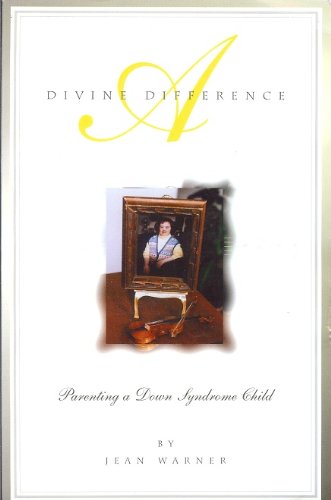 A
DIVINE DIFFERENCE
Parenting a Down Syndrome Child
BY
JEAN WARNER